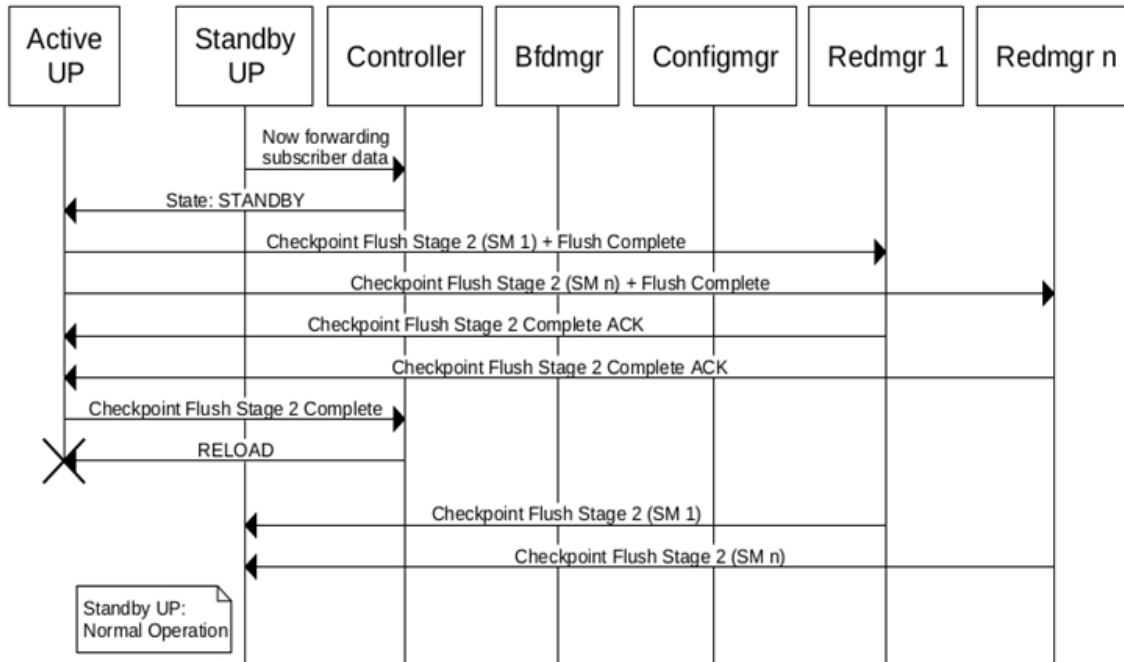 Active
UP
Standby
UP
Controller
Bfdmgr
Configmgr
Redmgr 1
Redmgr n
Now forwarding
subscriber data
State: STANDBY
Checkpoint Flush Stage 2 (SM 1) + Flush Complete
Checkpoint Flush Stage 2 (SM n) + Flush Complete
Checkpoint Flush Stage 2 Complete ACK
Checkpoint Flush Stage 2 Complete ACK
Checkpoint Flush Stage 2 Complete
RELOAD
Checkpoint Flush Stage 2 (SM 1)
Checkpoint Flush Stage 2 (SM n)
Standby UP:
Normal Operation